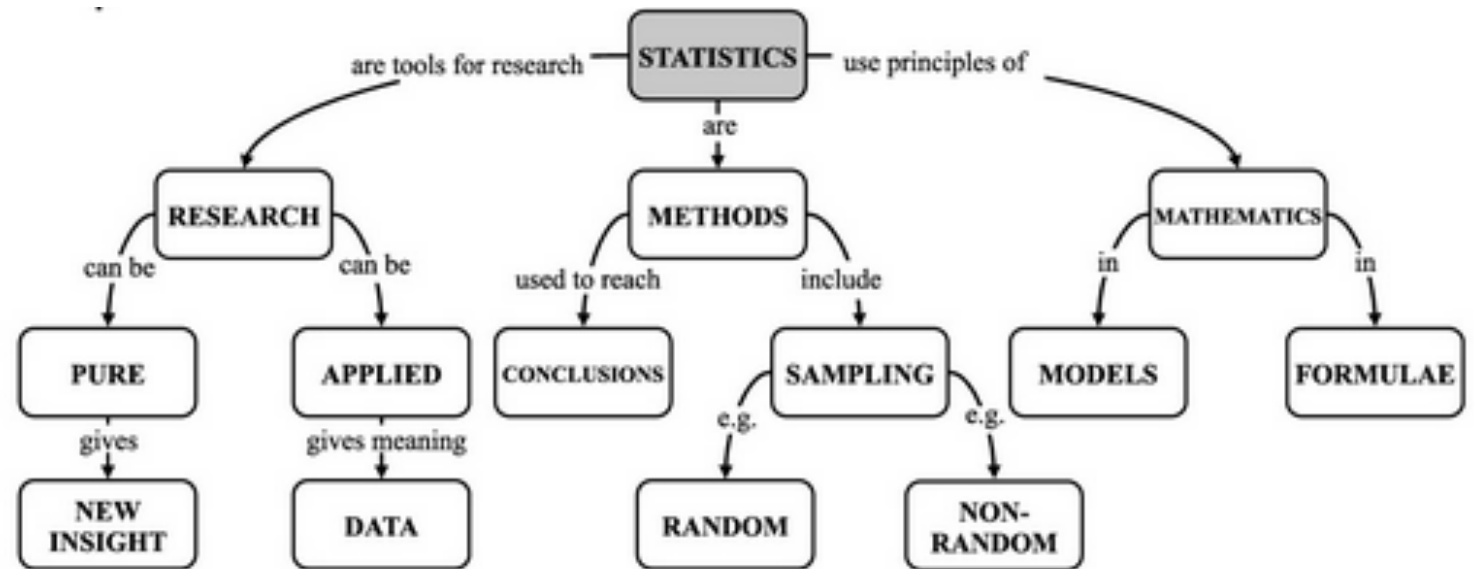 STATISTICS
are tools for research
use principles of
are
RESEARCH
METHODS
MATHEMATICS
can be
can be
used to reach
include
in
in
PURE
APPLIED
CONCLUSIONS
SAMPLING
MODELS
FORMULAE
gives
gives meaning
e.g.
e.g.
NEW
INSIGHT
DATA
RANDOM
NON-
RANDOM